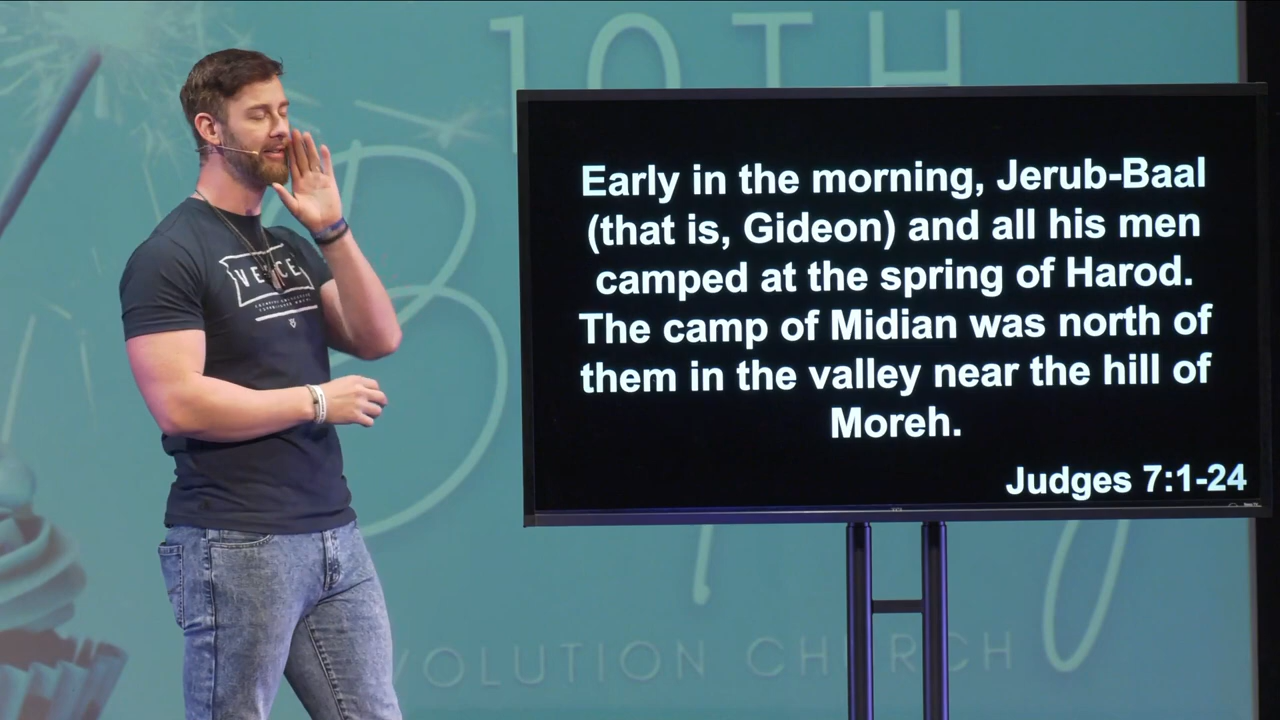 10TH
Early in the morning, Jerub-Baal
(that is, Gideon) and all his men
camped at the spring of Harod.
The camp of Midian was north of
them in the valley near the hill of
Moreh.
Judges 7:1-24
VOLUTION CHURCH